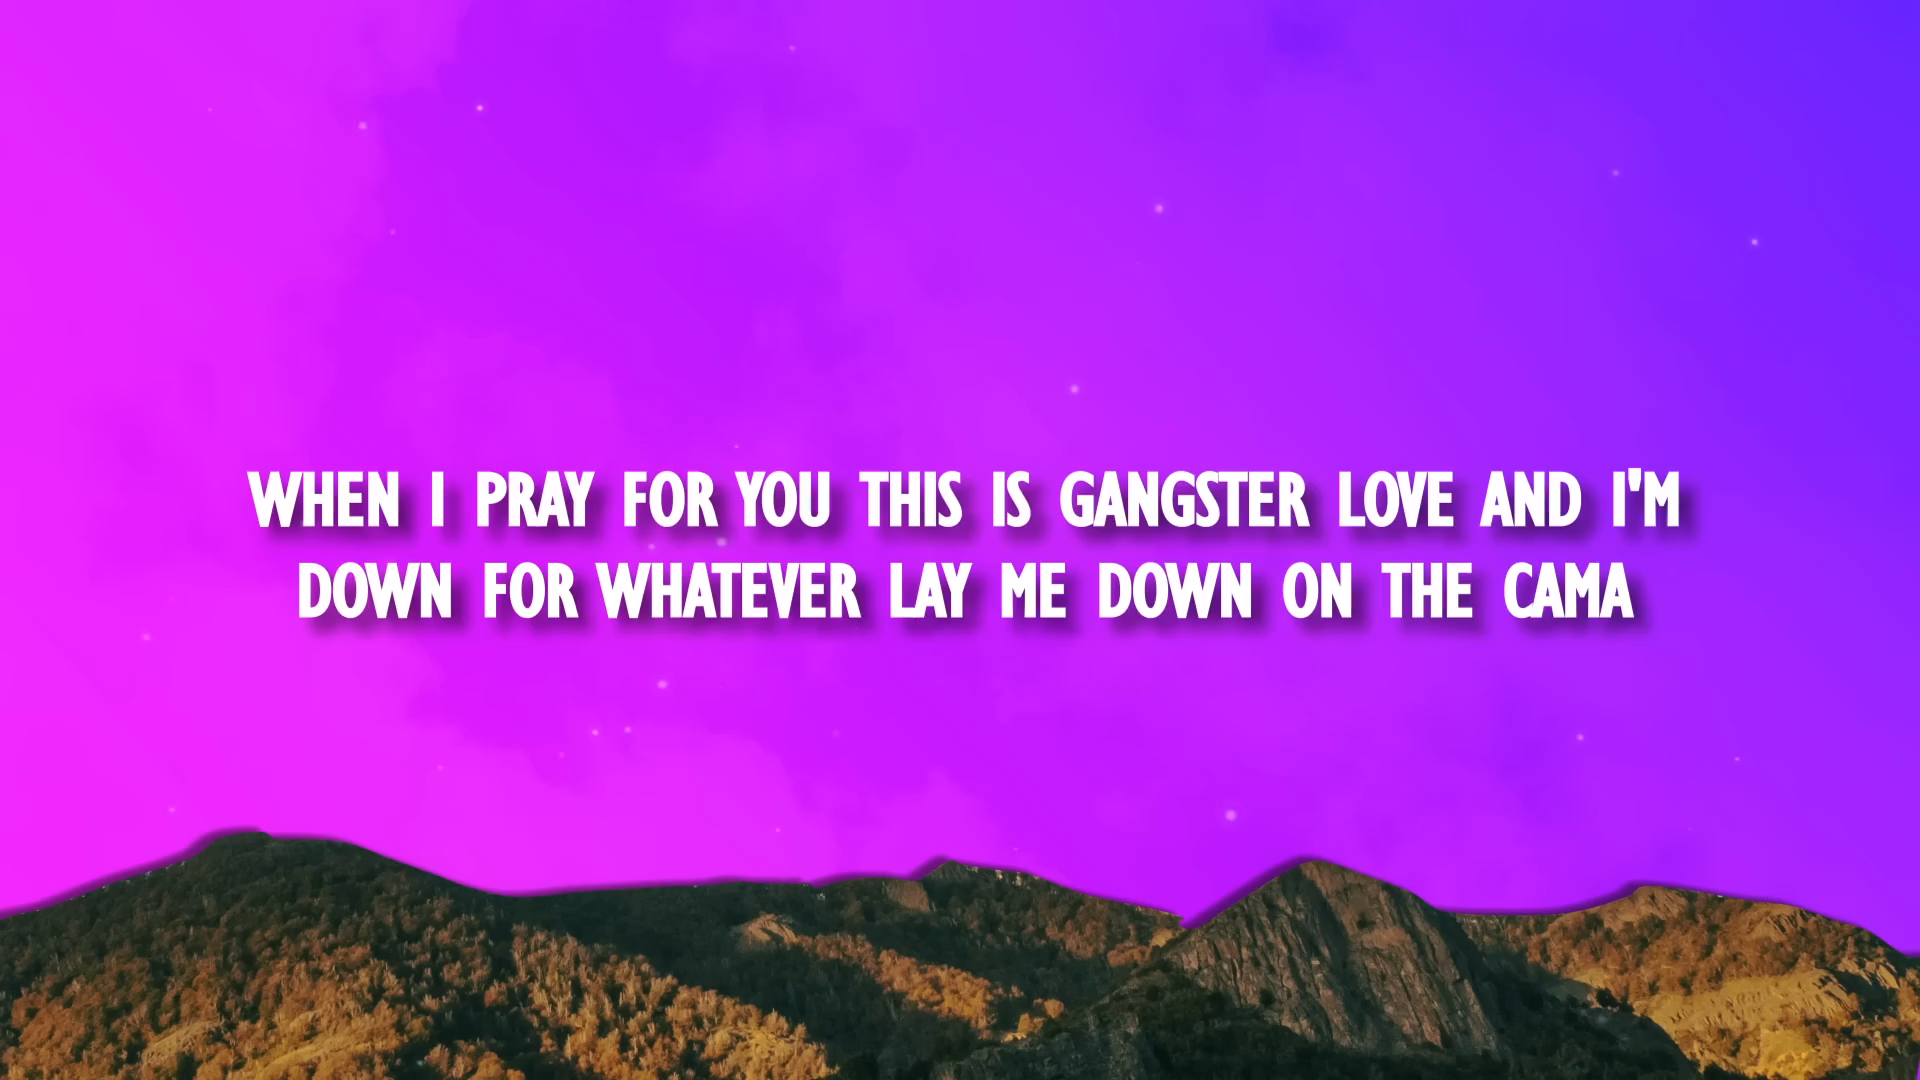 WHEN I PRAY FOR YOU THIS IS GANGSTER LOVE AND I'M
DOWN FOR WHATEVER LAY ME DOWN ON THE CAMA